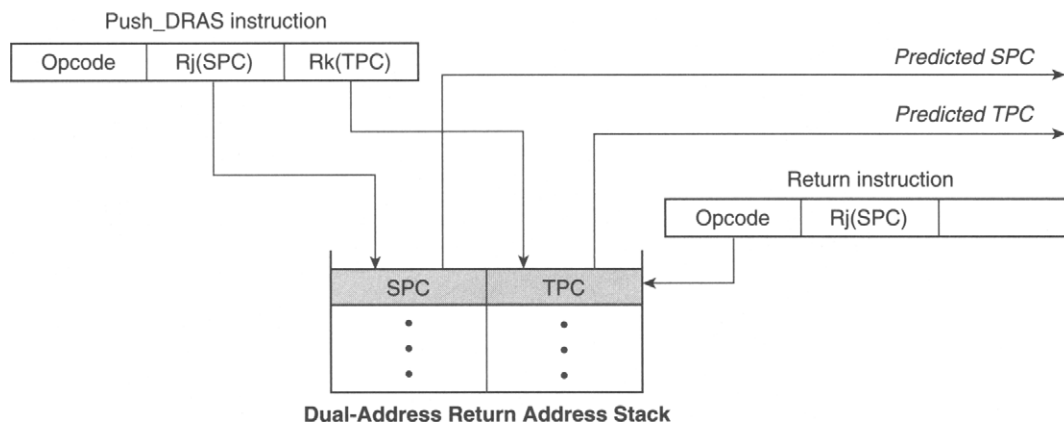 Push_DRAS instruction
Opcode Rj(SPC) Rk(TPC)
Predicted SPC
Predicted TPC
Return instruction
Opcode Rj(SPC)
SPC TPC
Dual-Address Return Address Stack